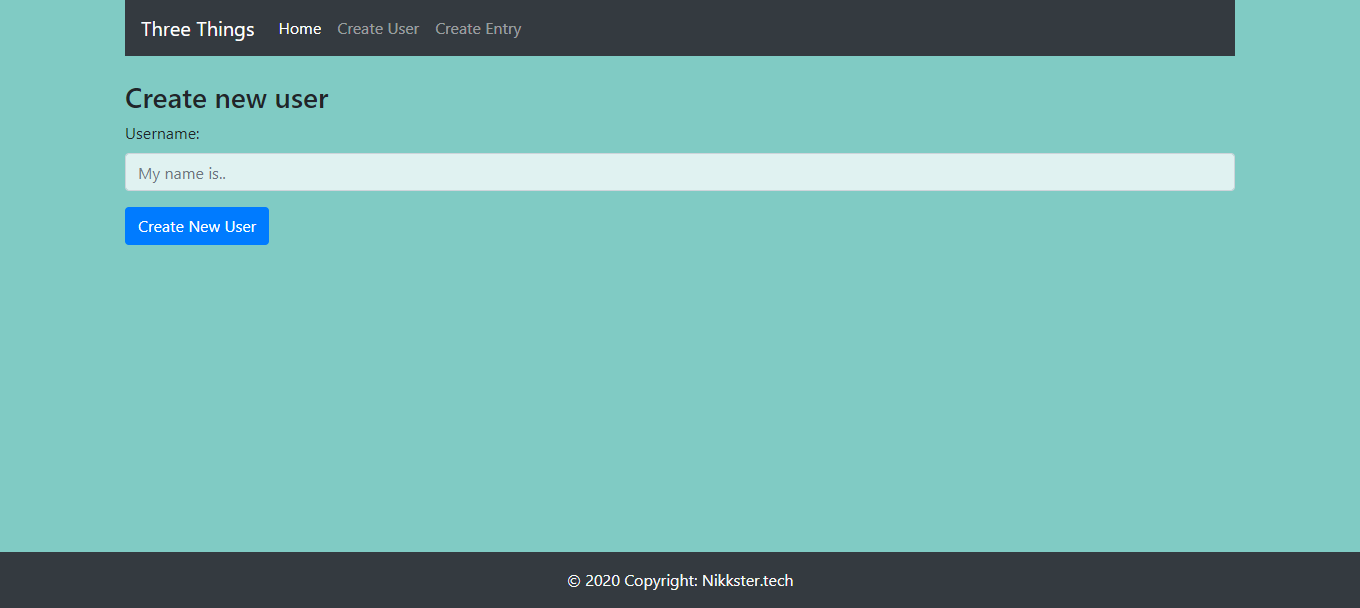 Three Things Home Create User Create Entry
Create new user
Username:
My name is..
Create New User
© 2020 Copyright: Nikkster.tech